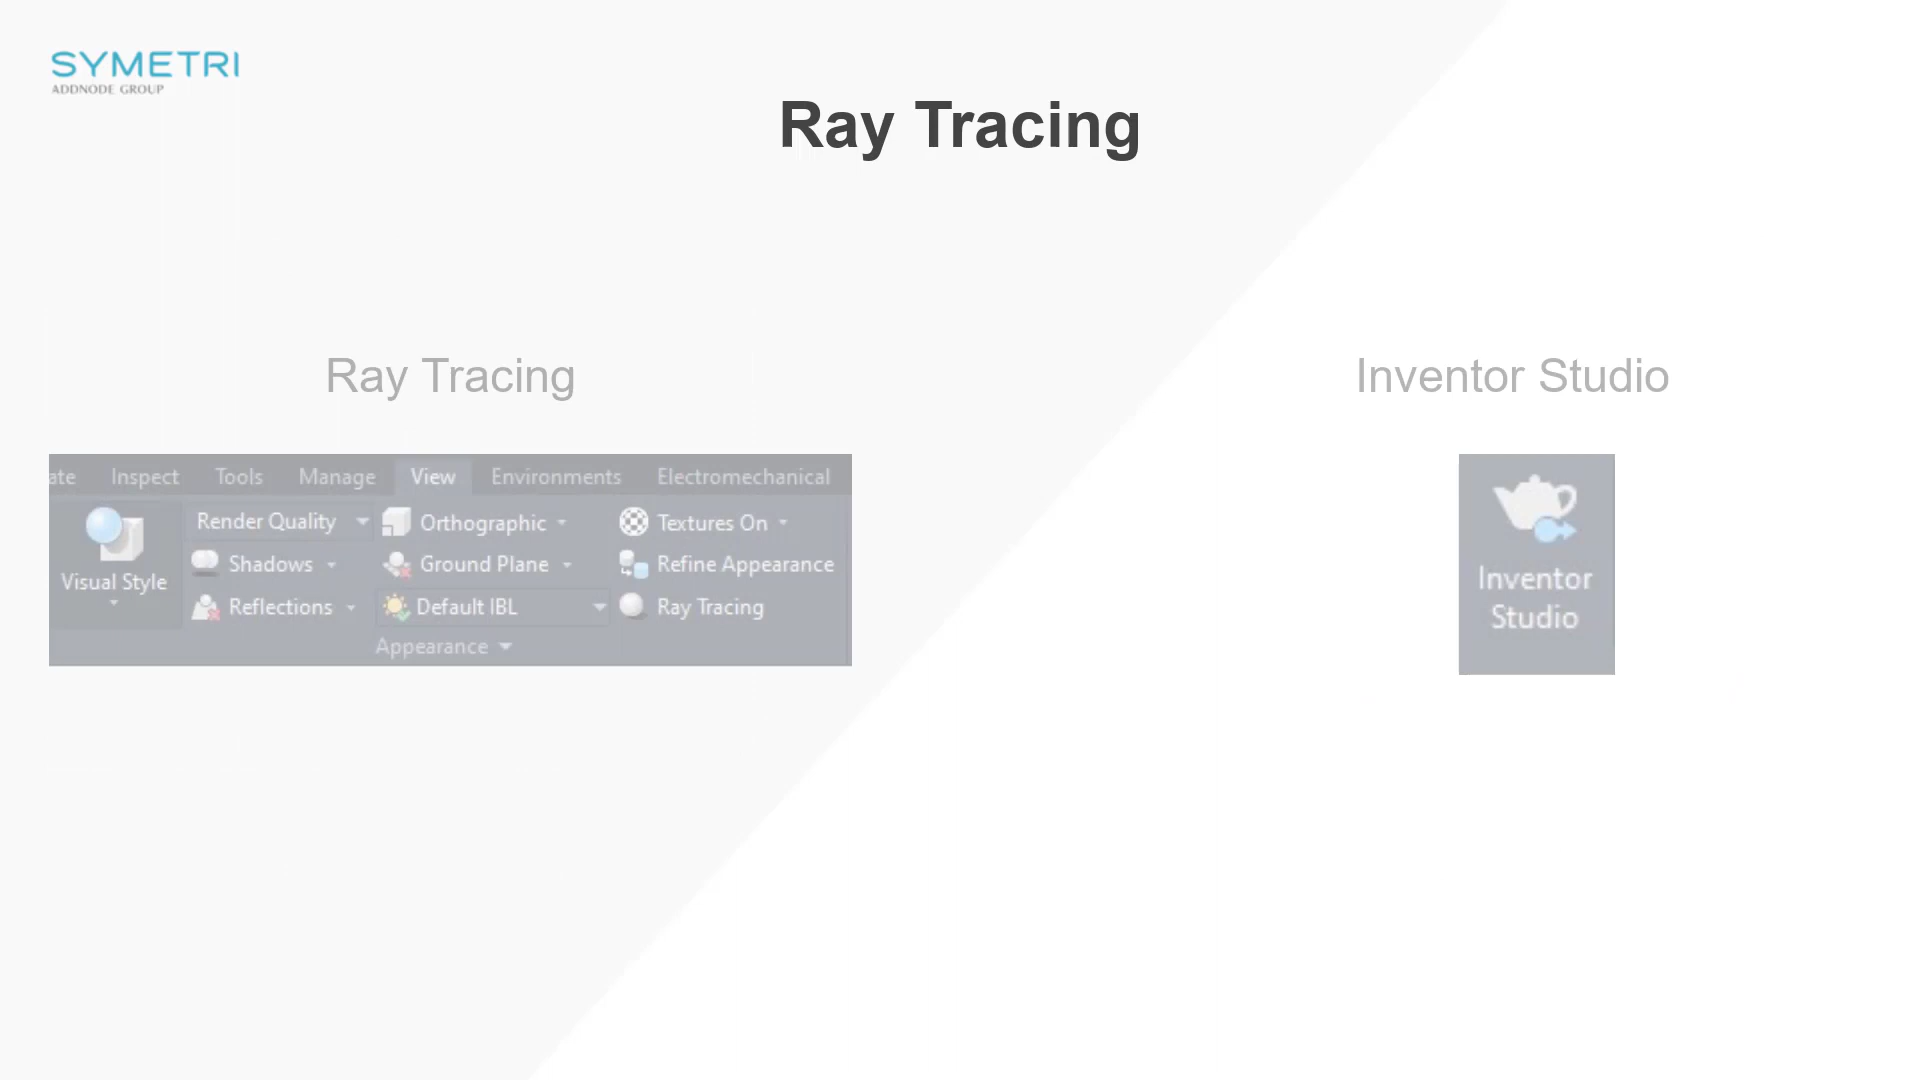 SYMETRI
ADDNODE GROUP
Ray Tracing
Ray Tracing
Inventor Studio
ate Inspect Tools Manage View Environments Electromechanical
Visual Style
Render Quality
Shadows
Reflections
Orthographic
Ground Plane
Default IBL
Textures On
Refine Appearance
Ray Tracing
Appearance
Inventor
Studio